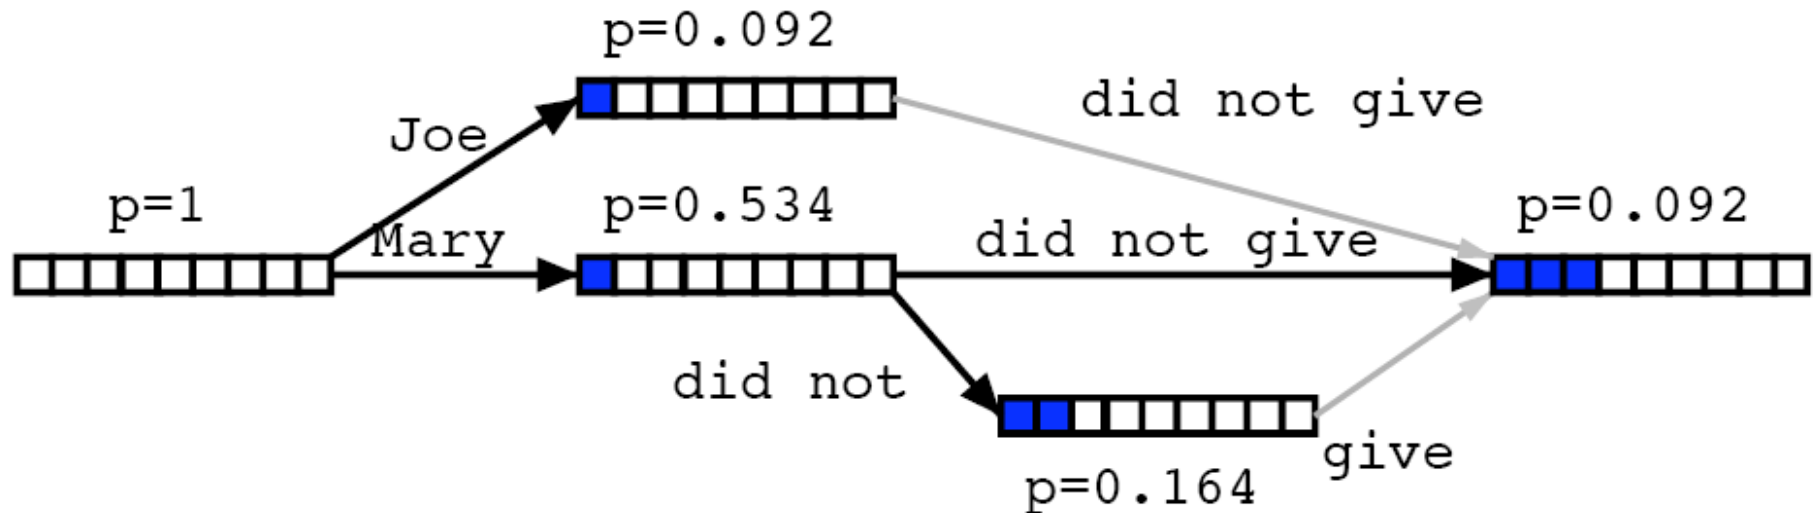 p=0.092
did not give
Joe
p=1
p=0.534
p=0.092
Mary
did not give
did not
give
p=0.164